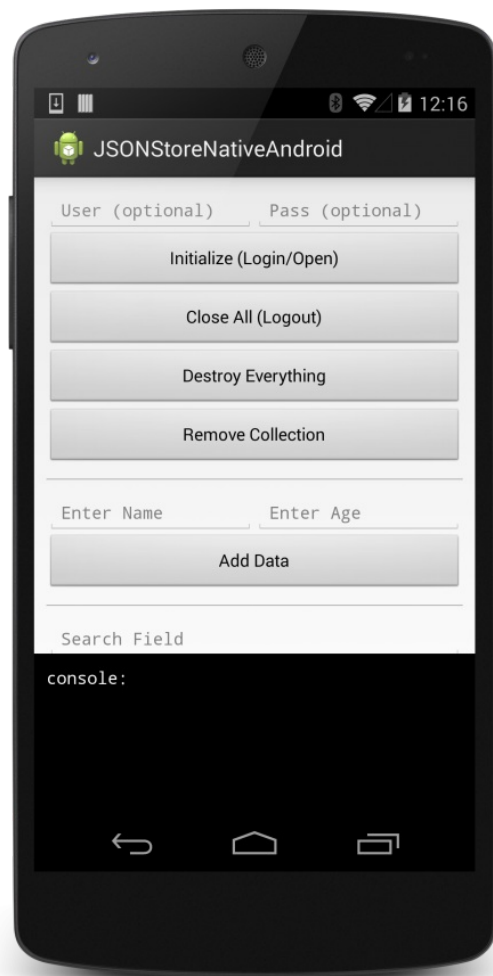 12:16
JSONStoreNativeAndroid
User (optional) Pass (optional)
Initialize (Login/Open)
Close All (Logout)
Destroy Everything
Remove Collection
Enter Name Enter Age
Add Data
Search Field
console: